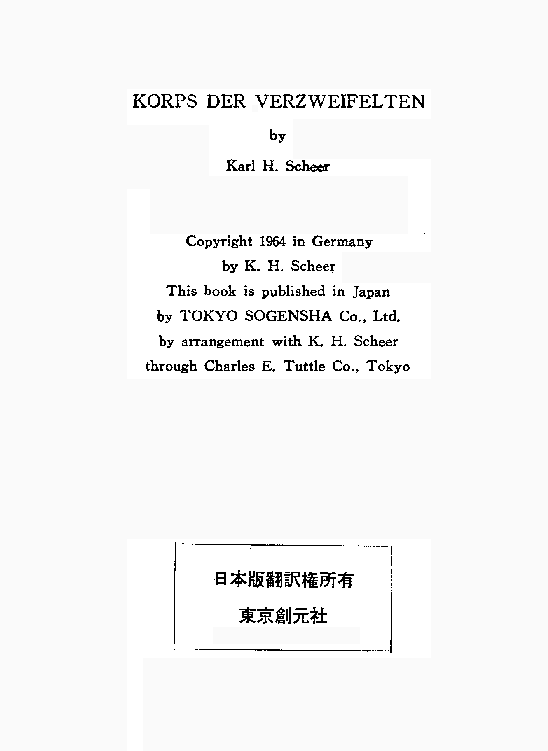 KORPS DER VERZWEIFELTEN
by
Karl H. Scheer
Copyright 1964 in Germany
by K. H. Scheer
This book is published in Japan
by TOKYO SOGENSHA Co., Ltd.
by arrangement with K. H. Scheer
through Charles E. Tuttle Co., Tokyo
日本版翻訳権所有
東京創元社